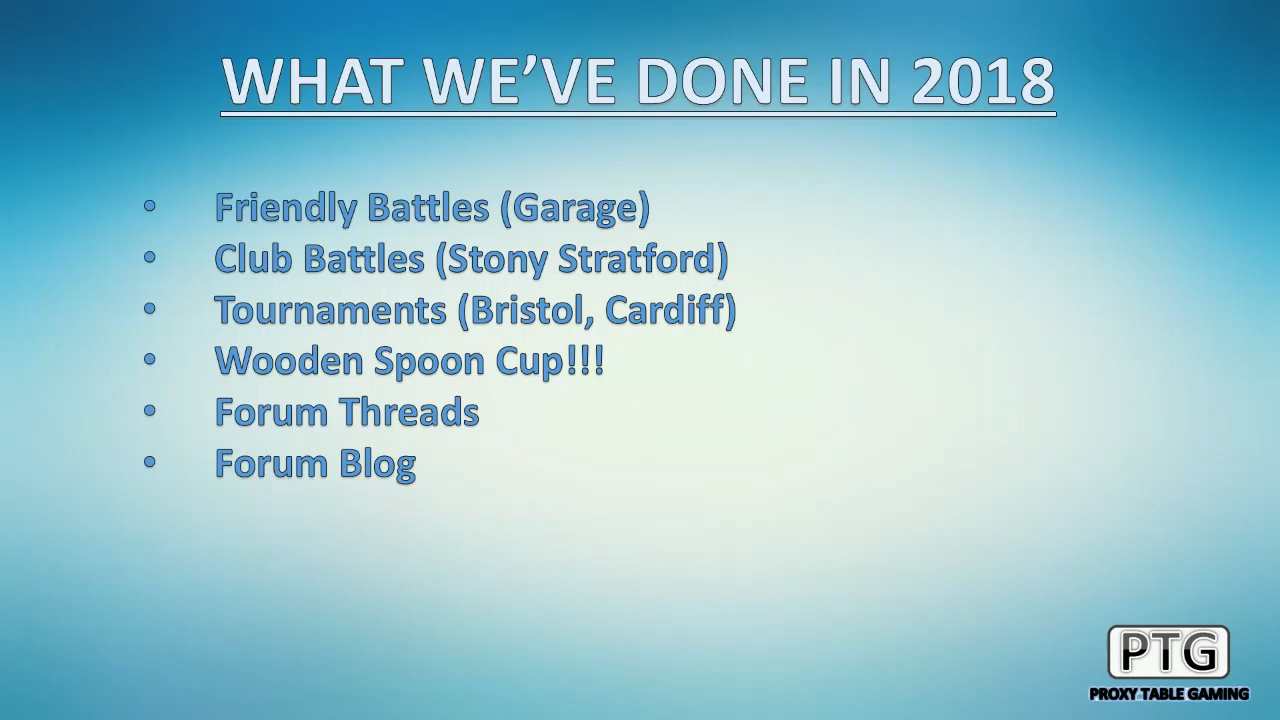 WHAT WE’VE DONE IN 2018
• Friendly Battles (Garage)
• Club Battles (Stony Stratford)
• Tournaments (Bristol, Cardiff)
• Wooden Spoon Cup!!!
• Forum Threads
• Forum Blog
PTG
PROXY TABLE GAMING